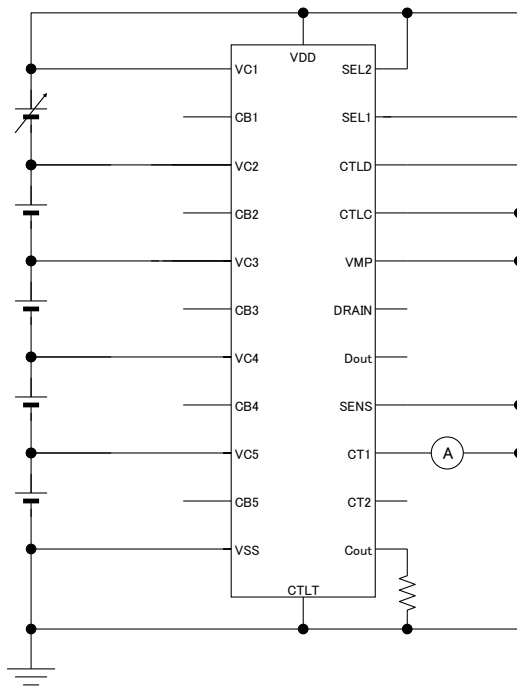 VDD
VC1 SEL2
CB1 SEL1
VC2 CTLD
CB2 CTLC
VC3 VMP
CB3 DRAIN
VC4 Dout
CB4 SENS
VC5 CT1 A
CB5 CT2
VSS Cout
CTLT